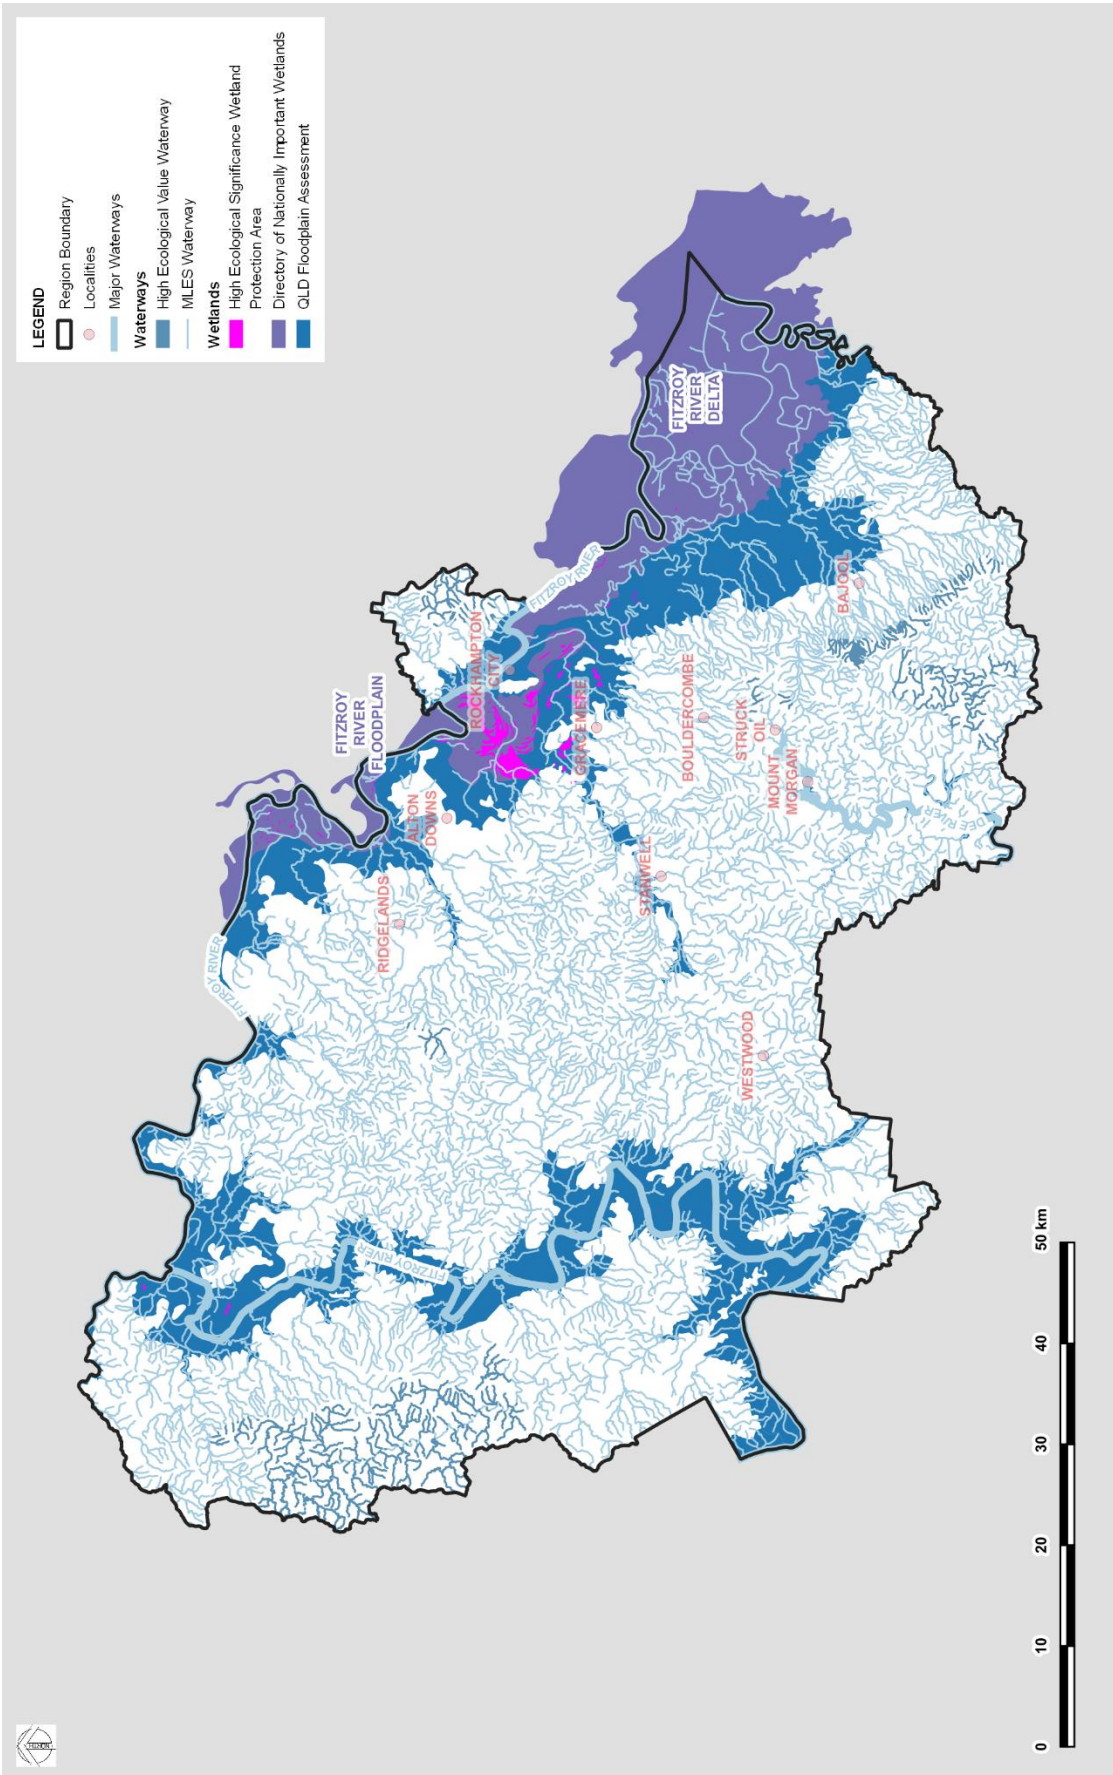 LEGEND
Region Boundary
Localities
Major Waterways
Waterways
High Ecological Value Waterway
MLES Waterway
Wetlands
High Ecological Significance Wetland
Protection Area
Directory of Nationally Important Wetlands
QLD Floodplain Assessment
FITZROY
RIVER
DELTA
FITZROY RIVER
ROCKHAMPTON
CITY
FITZROY
RIVER
FLOODPLAIN
GRACEMERE
BAJOOL
BOULDERCOMBE
STRUCK
OIL
MOUNT
MORGAN
ALTON
DOWNS
STANWELL
RIDGELANDS
FITZROY RIVER
WESTWOOD
FITZROY RIVER
0 10 20 30 40 50 km
NORTH